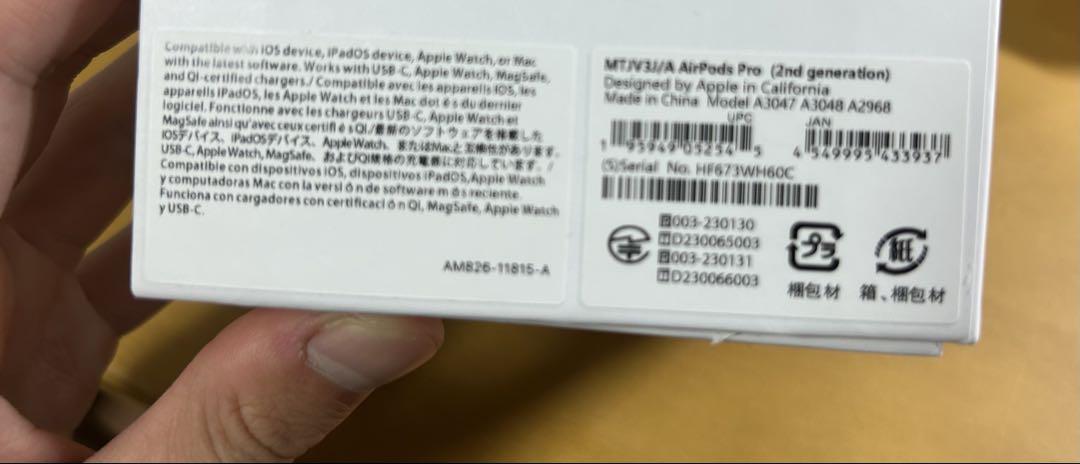 Compatible with iOS device, iPadOS device, Apple Watch, or Mac
with the latest software. Works with USB-C, Apple Watch, MagSafe,
and Qi-certified chargers./ Compatible avec les appareils iOS, les
appareils iPadOS, les Apple Watch et les Mac dotés du dernier
logiciel. Fonctionne avec les chargeurs USB-C, Apple Watch et
MagSafe ainsi qu'avec ceux certifiés Qi./最新のソフトウェアを搭載した
iOSデバイス、iPadOSデバイス、Apple Watch、またはMacと互換性があります。
USB-C、Apple Watch、MagSafe、およびQi規格の充電器に対応しています。/
Compatible con dispositivos iOS, dispositivos iPadOS, Apple Watch
y computadoras Mac con la versión de software más reciente.
Funciona con cargadores con certificación Qi, MagSafe, Apple Watch
y USB-C.
AM826-11815-A
MTJV3J/A AirPods Pro (2nd generation)
Designed by Apple in California
Made in China Model A3047 A3048 A2968
UPC JAN
1 95949 05254 5 4 549995 433937
(S) Serial No. HF673WH60C
003-230130
D230065003
003-230131
D230066003
プラ 紙
梱包材 箱、梱包材